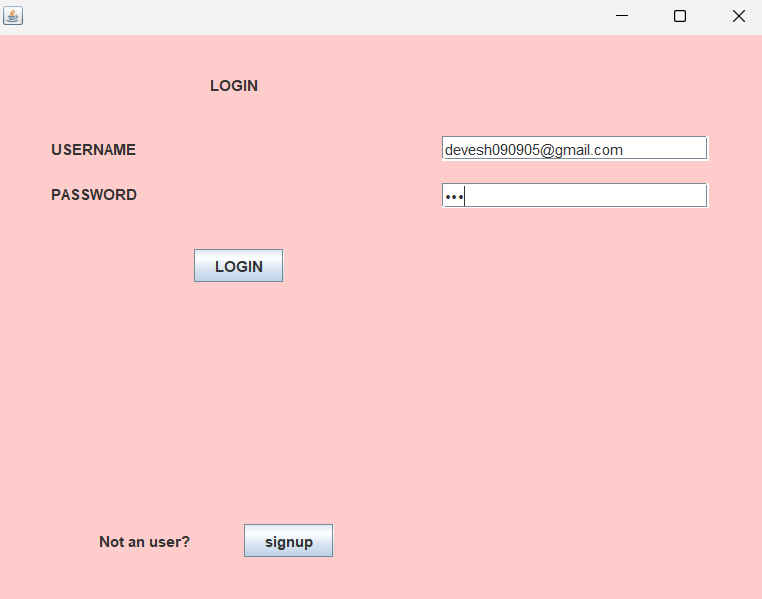 LOGIN
USERNAME devesh090905@gmail.com
PASSWORD •••
LOGIN
Not an user? signup